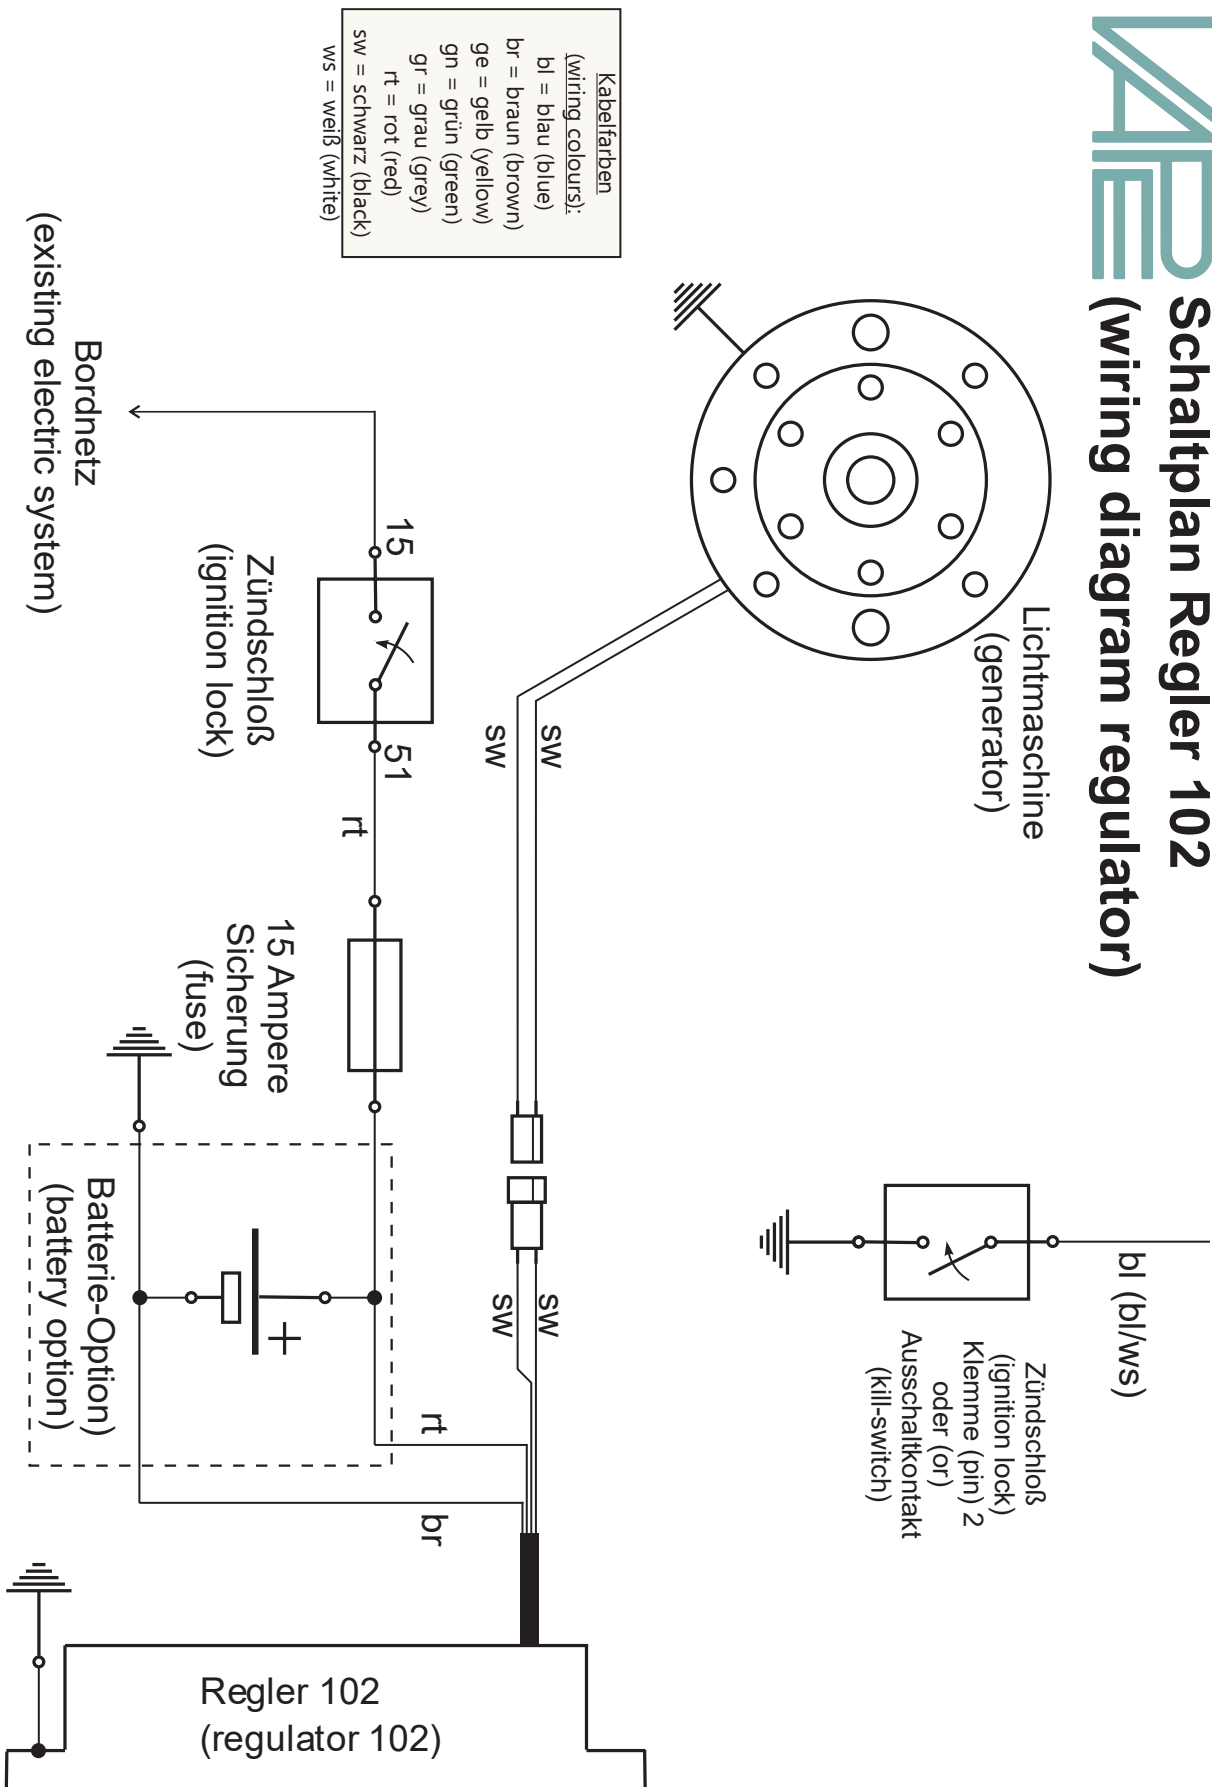 VAPE
Schaltplan Regler 102
(wiring diagram regulator)
Lichtmaschine
(generator)
bl (bl/ws)
Zündschloß
(ignition lock)
Klemme (pin) 2
oder (or)
Ausschaltkontakt
(kill-switch)
Kabelfarben
(wiring colours):
bl = blau (blue)
br = braun (brown)
ge = gelb (yellow)
gn = grün (green)
gr = grau (grey)
rt = rot (red)
sw = schwarz (black)
ws = weiß (white)
sw
sw
sw
sw
15
51
rt
Zündschloß
(ignition lock)
15 Ampere
Sicherung
(fuse)
rt
br
+
Batterie-Option)
(battery option)
Bordnetz
(existing electric system)
Regler 102
(regulator 102)